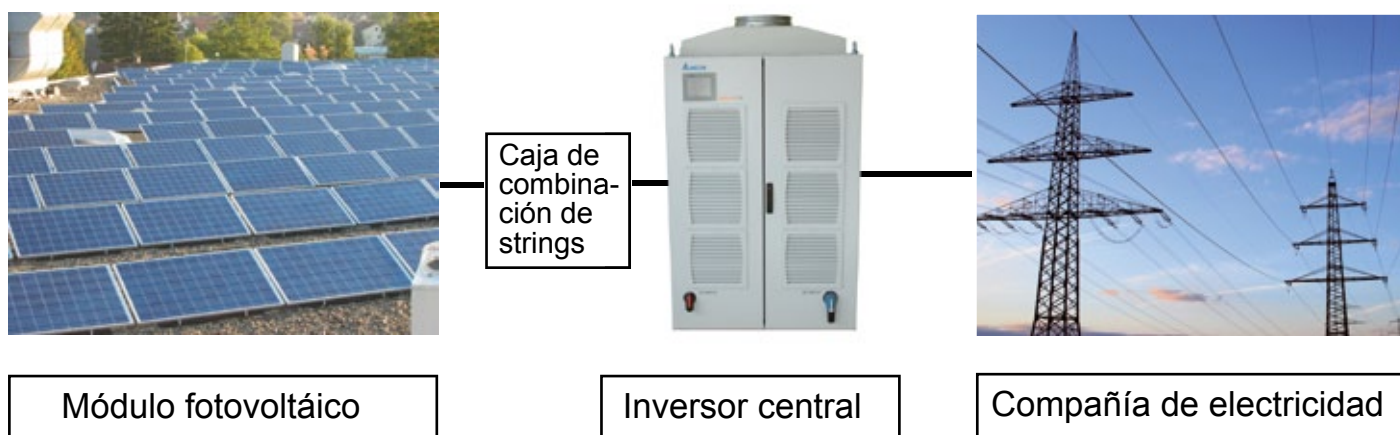 Caja de
combina-
ción de
strings
Módulo fotovoltáico
Inversor central
Compañía de electricidad